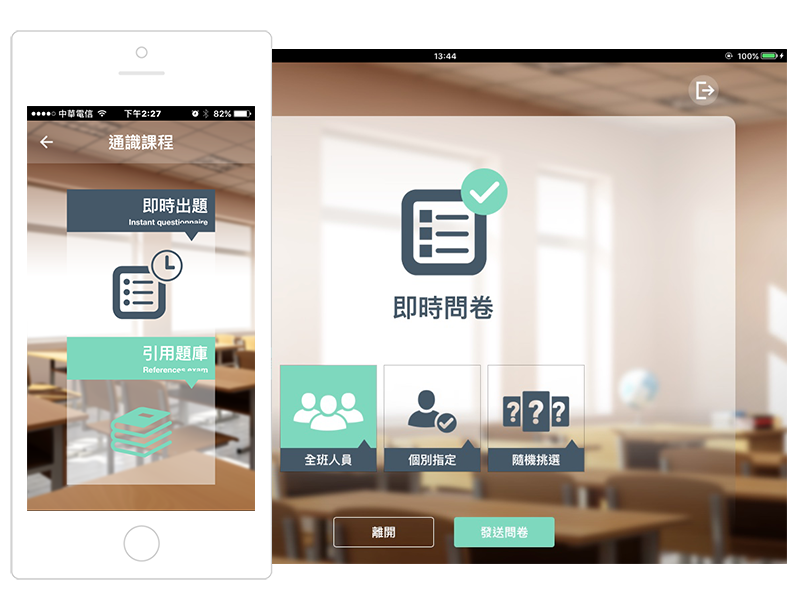 中華電信 下午2:27 82%
通識課程
即時出題
Instant questionnaire
引用題庫
References exam
13:44 100%
即時問卷
全班人員 個別指定 隨機挑選
? ? ?
離開 發送問卷